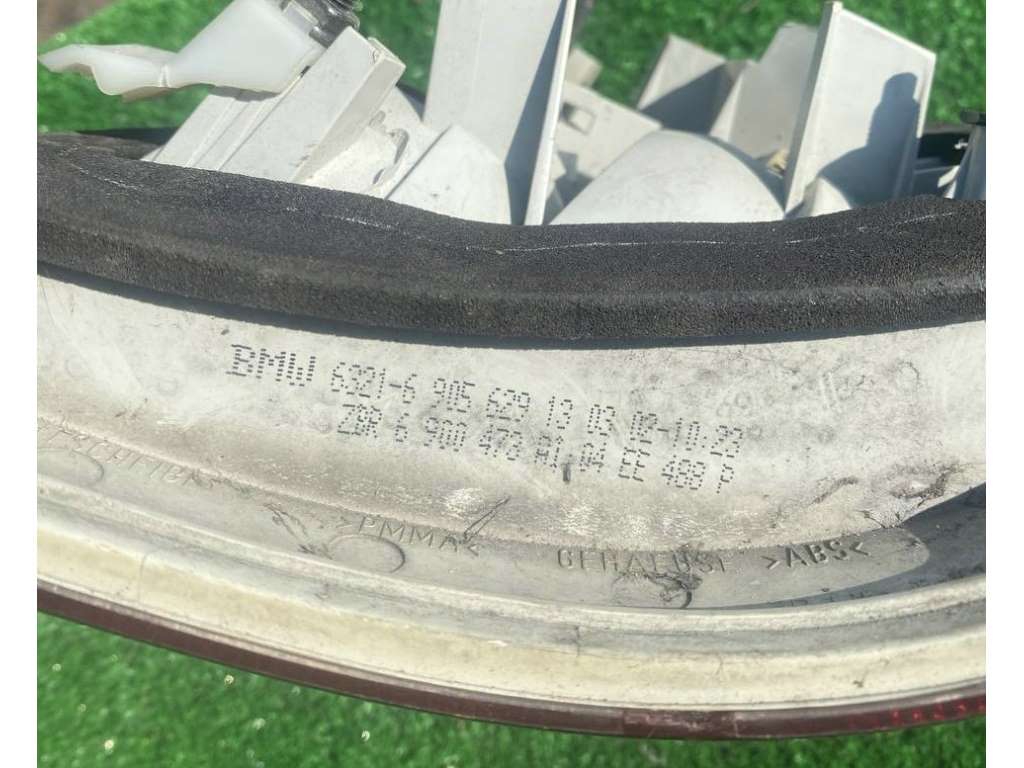 BMW 6321-6 905 629 13 03 02-10:23
ZBR 6 900 473 A1 04 EE 488 P
>PMMA< GEHAEUSE >ABS<